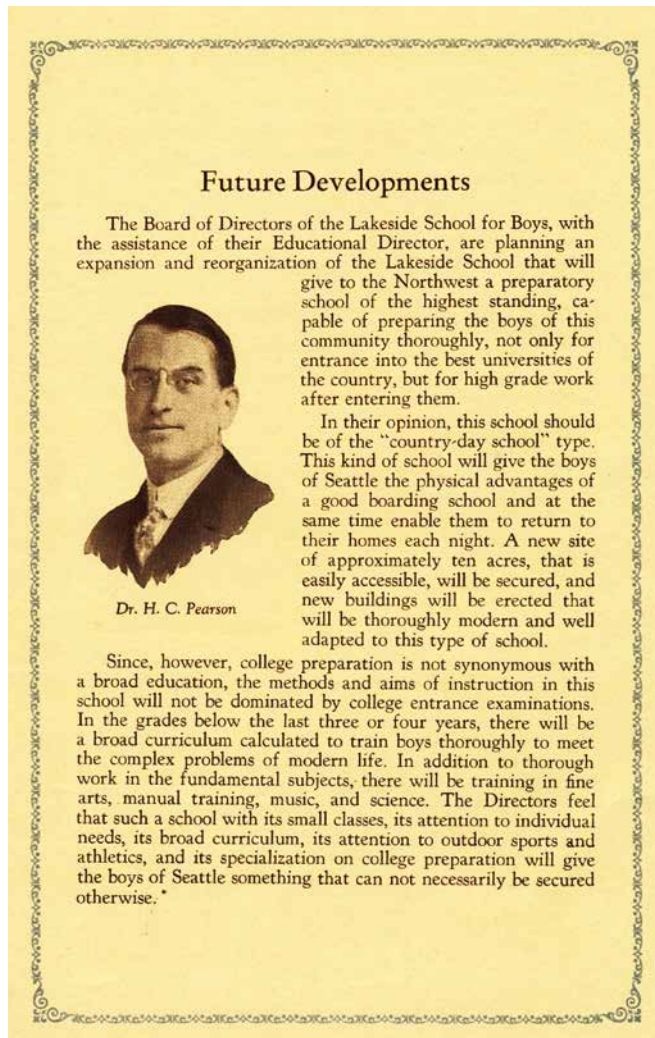 Future Developments
The Board of Directors of the Lakeside School for Boys, with
the assistance of their Educational Director, are planning an
expansion and reorganization of the Lakeside School that will
give to the Northwest a preparatory
school of the highest standing, ca-
pable of preparing the boys of this
community thoroughly, not only for
entrance into the best universities of
the country, but for high grade work
after entering them.
In their opinion, this school should
be of the "country-day school" type.
This kind of school will give the boys
of Seattle the physical advantages of
a good boarding school and at the
same time enable them to return to
their homes each night. A new site
of approximately ten acres, that is
easily accessible, will be secured, and
new buildings will be erected that
will be thoroughly modern and well
adapted to this type of school.
Dr. H. C. Pearson
Since, however, college preparation is not synonymous with
a broad education, the methods and aims of instruction in this
school will not be dominated by college entrance examinations.
In the grades below the last three or four years, there will be
a broad curriculum calculated to train boys thoroughly to meet
the complex problems of modern life. In addition to thorough
work in the fundamental subjects, there will be training in fine
arts, manual training, music, and science. The Directors feel
that such a school with its small classes, its attention to individual
needs, its broad curriculum, its attention to outdoor sports and
athletics, and its specialization on college preparation will give
the boys of Seattle something that can not necessarily be secured
otherwise.